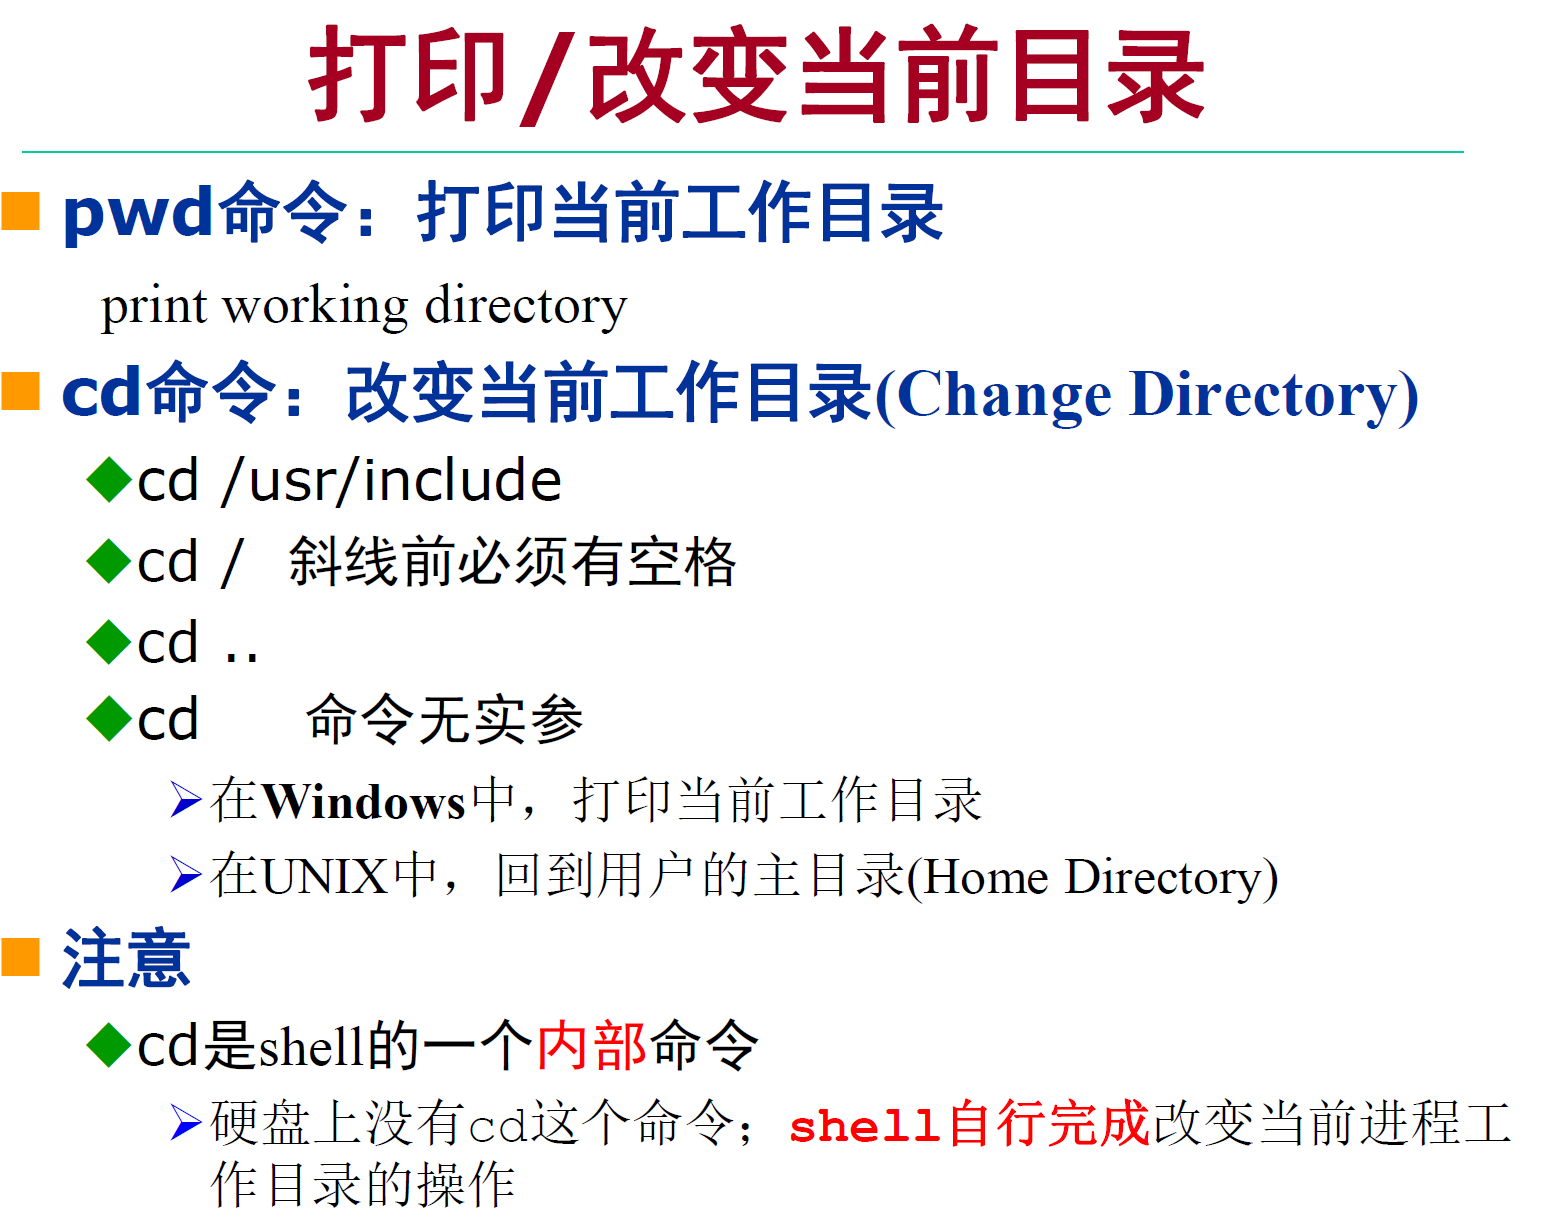 打印/改变当前目录
pwd命令：打印当前工作目录
print working directory
cd命令：改变当前工作目录(Change Directory)
cd /usr/include
cd / 斜线前必须有空格
cd ..
cd 命令无实参
在Windows中，打印当前工作目录
在UNIX中，回到用户的主目录(Home Directory)
注意
cd是shell的一个内部命令
硬盘上没有cd这个命令；shell自行完成改变当前进程工
作目录的操作